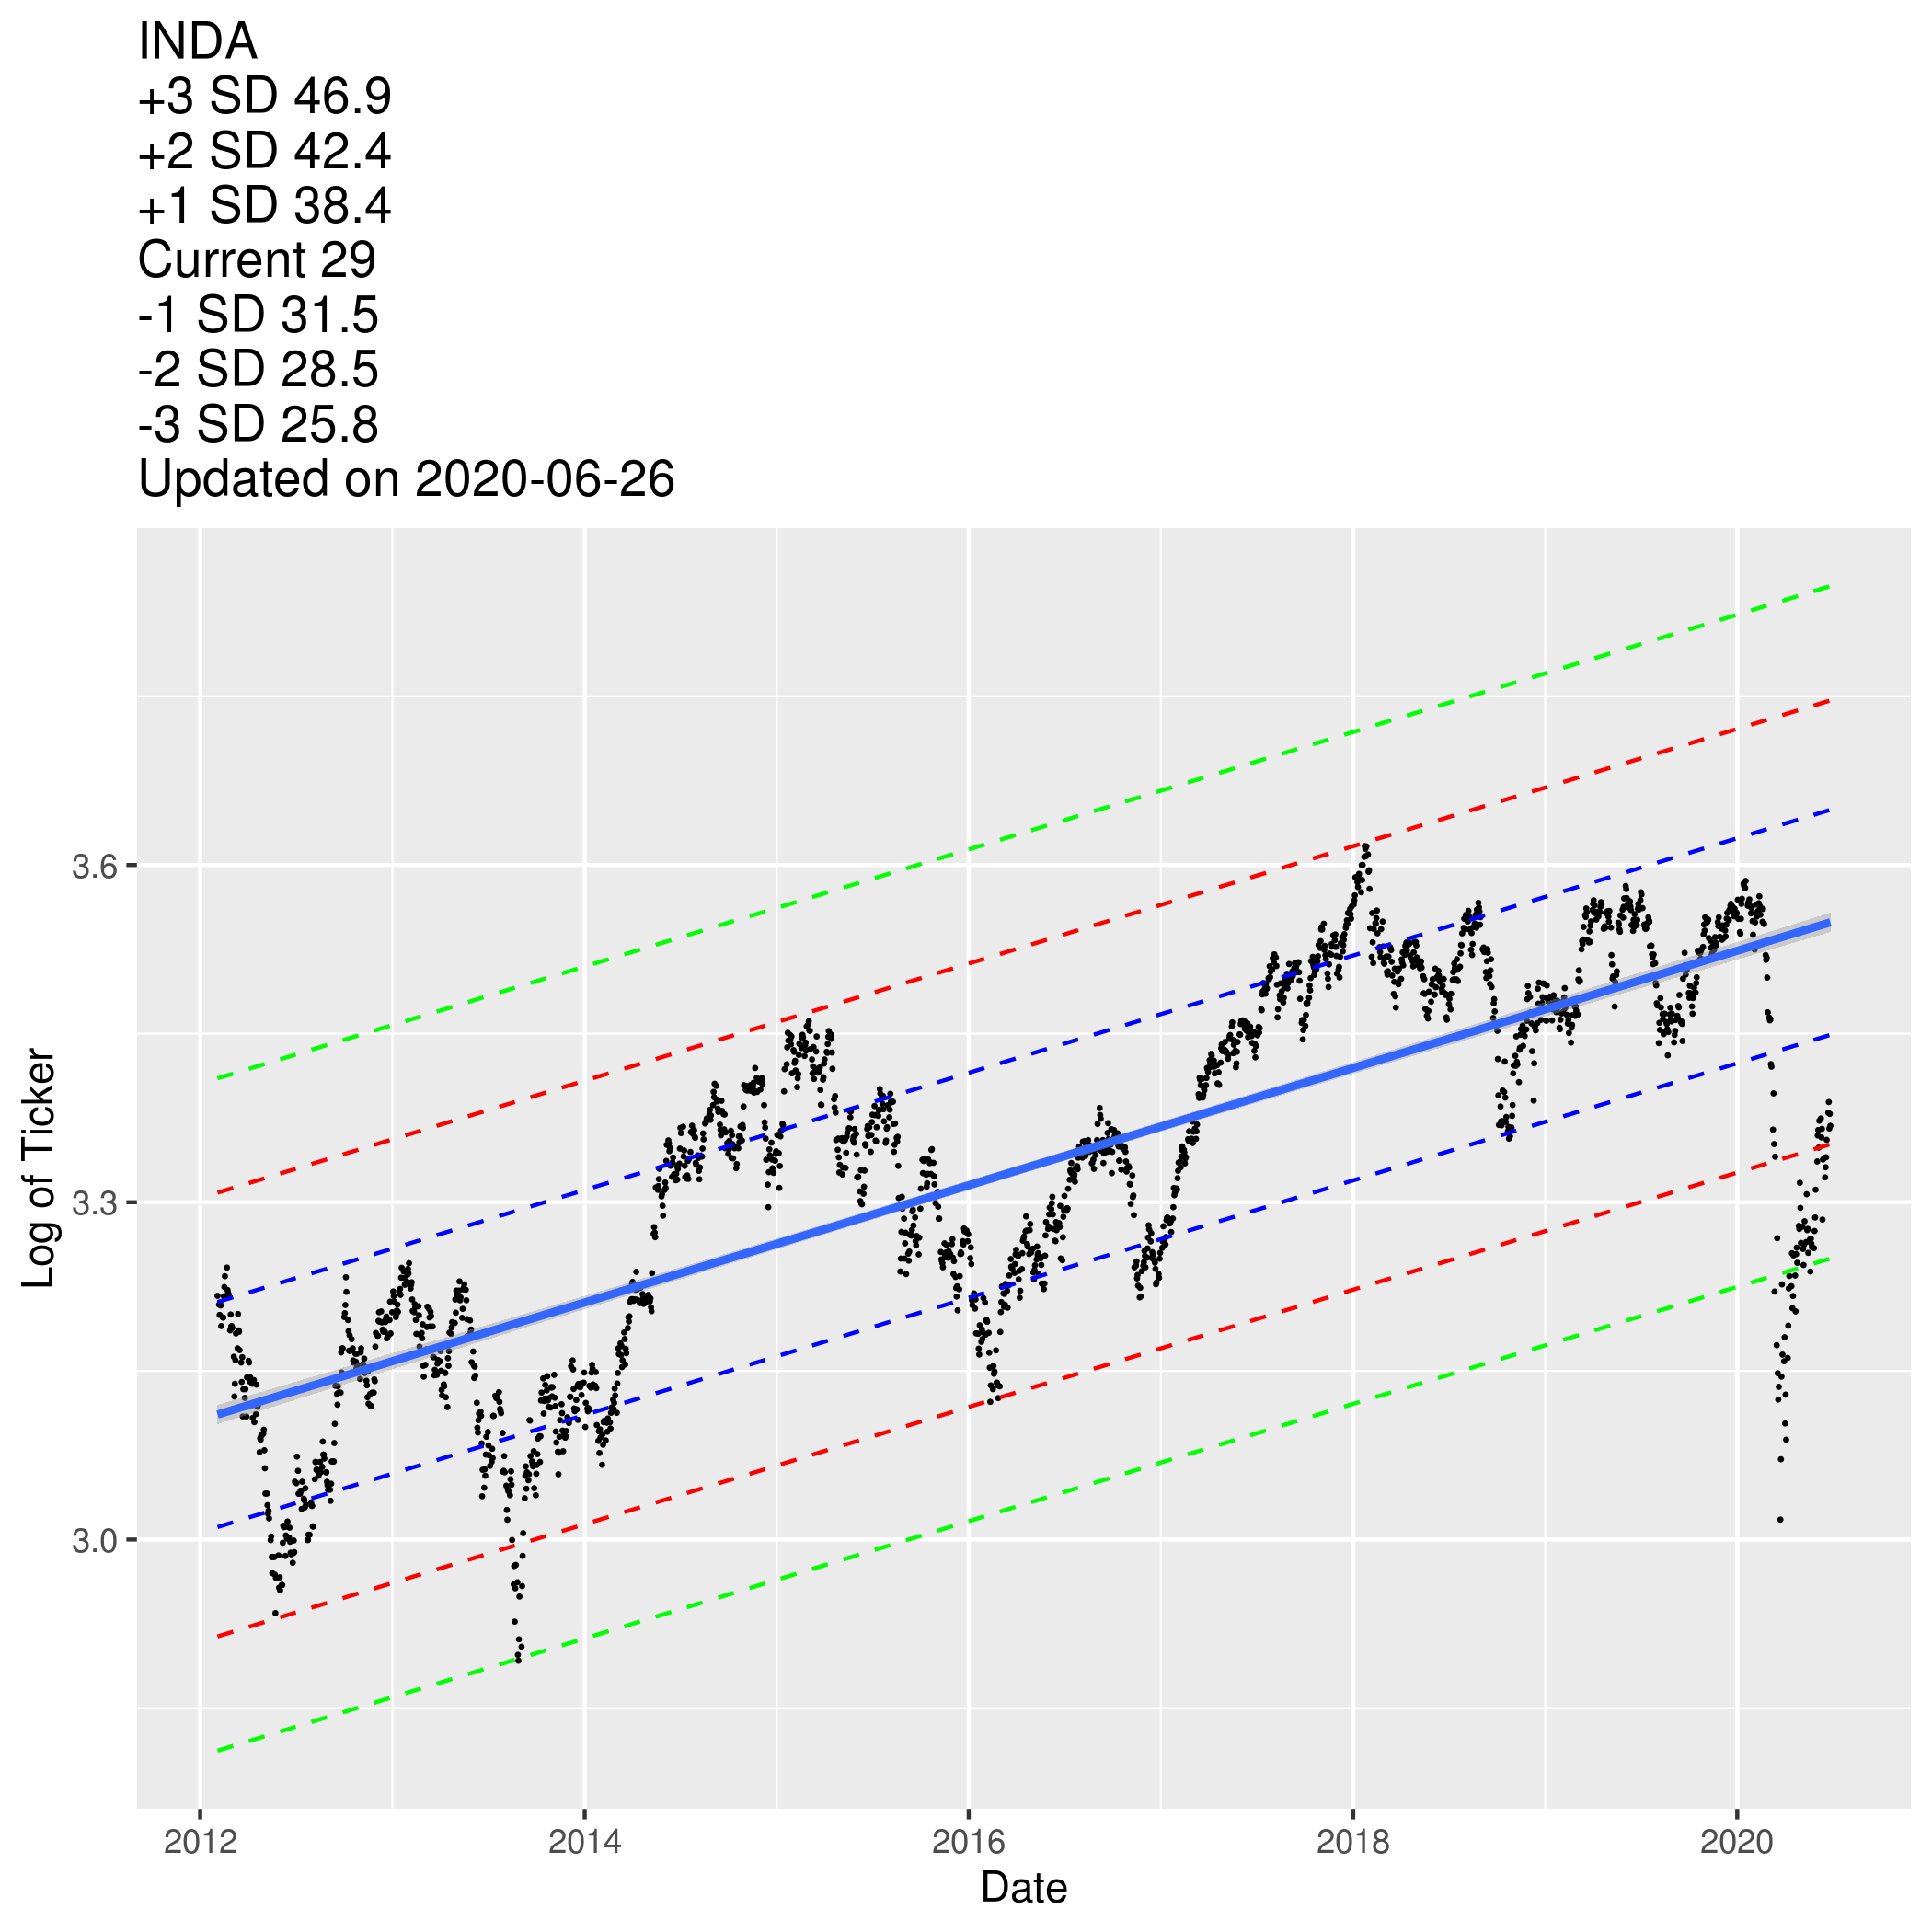 INDA
+3 SD 46.9
+2 SD 42.4
+1 SD 38.4
Current 29
-1 SD 31.5
-2 SD 28.5
-3 SD 25.8
Updated on 2020-06-26
Log of Ticker
3.6
3.3
3.0
2012 2014 2016 2018 2020
Date